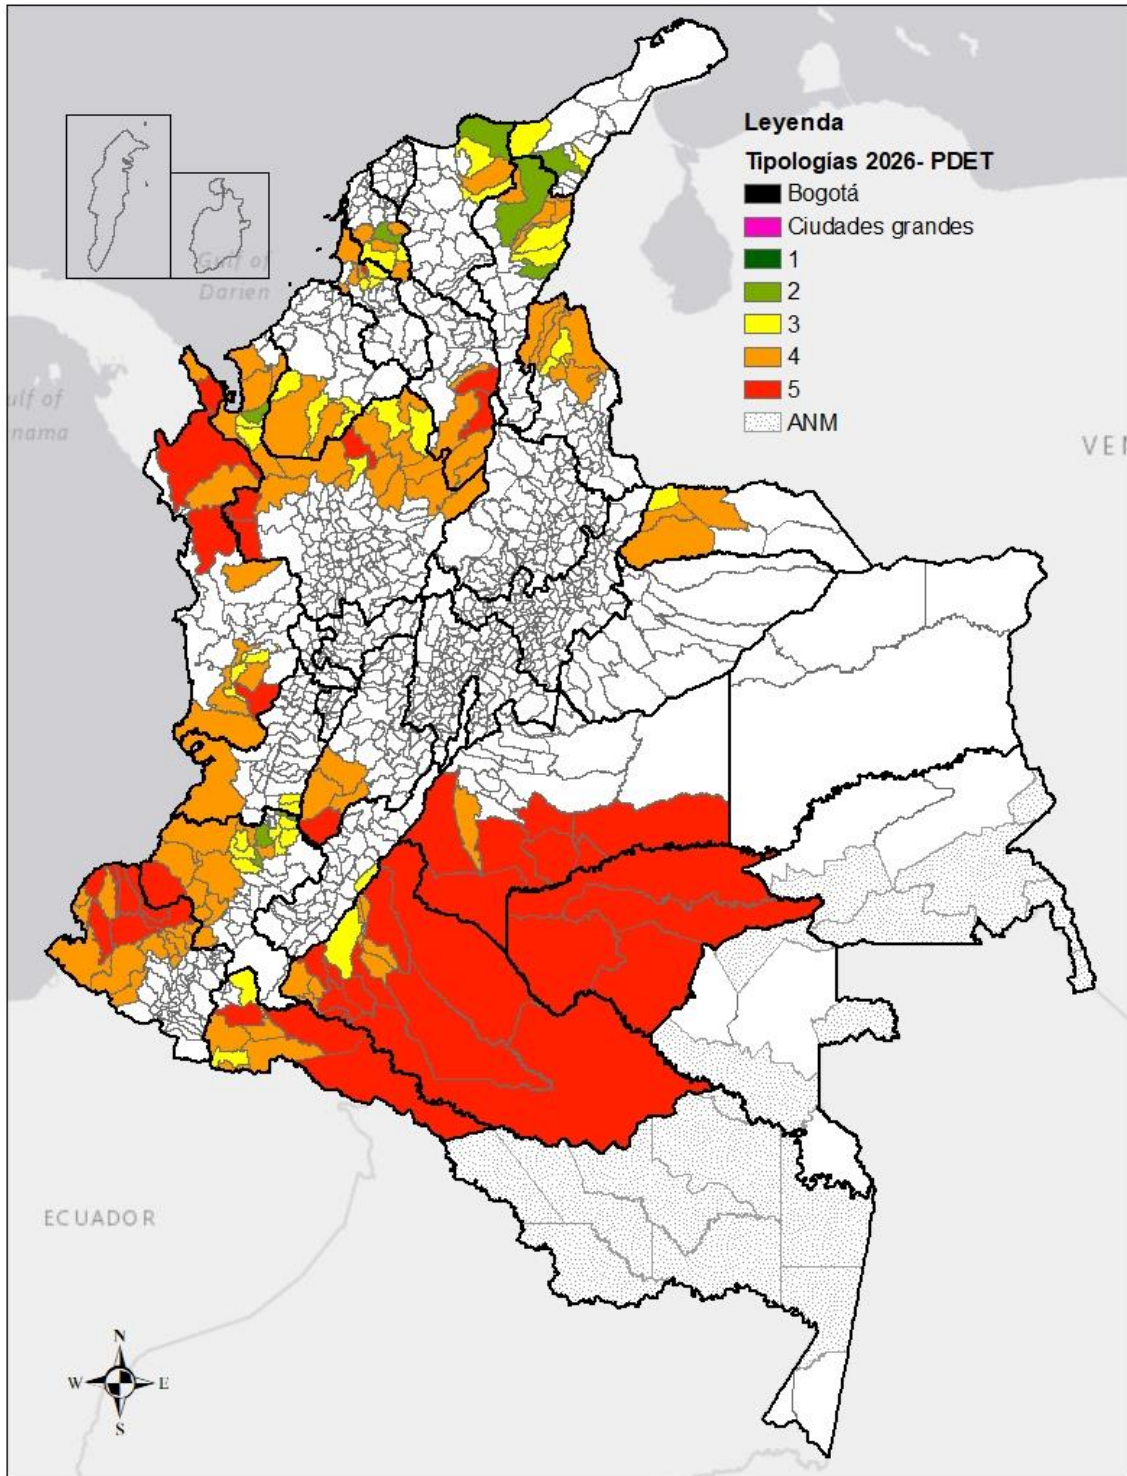 Leyenda
Tipologías 2026- PDET
Bogotá
Ciudades grandes
1
2
3
4
5
ANM
Gulf of
Darien
ulf of
nama
VEN
ECUADOR
N
W
E
S